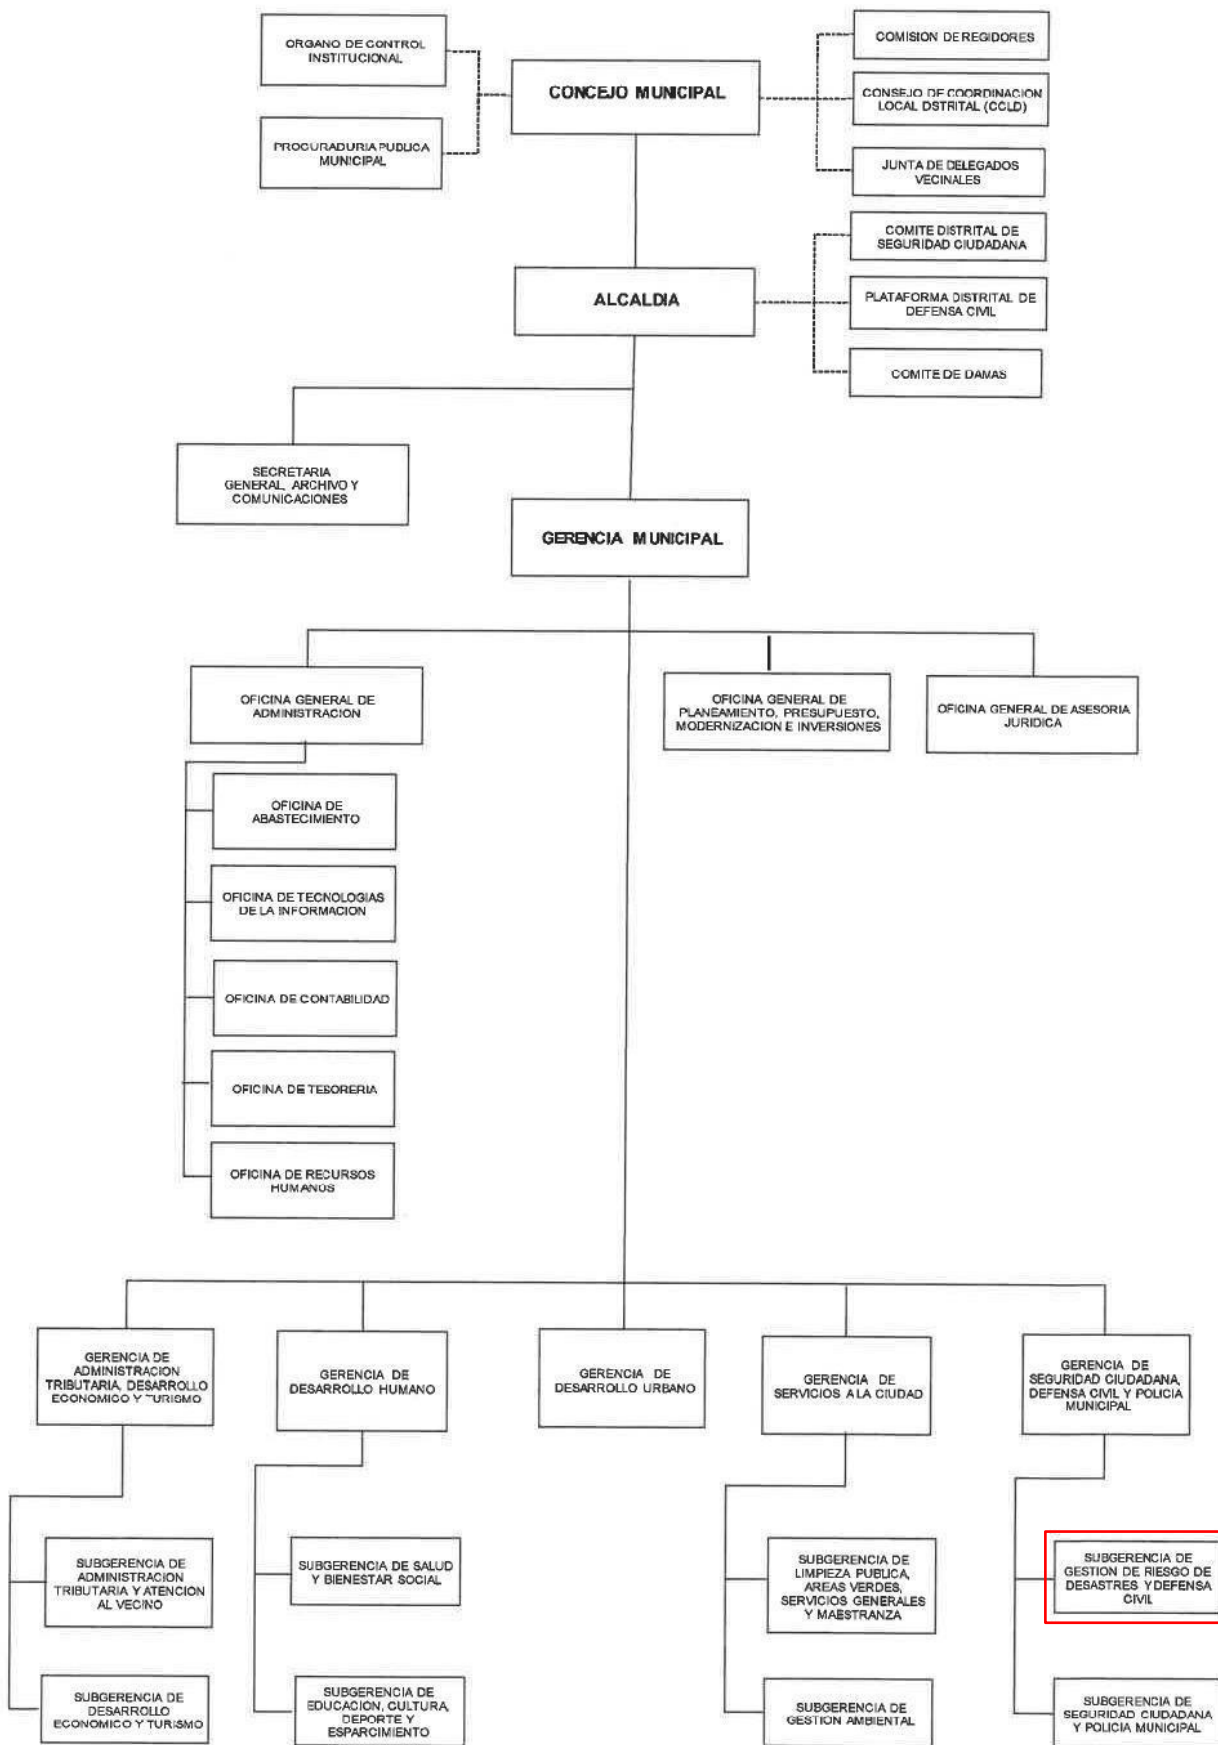 ORGANO DE CONTROL
INSTITUCIONAL
PROCURADURIA PUBLICA
MUNICIPAL
CONCEJO MUNICIPAL
COMISION DE REGIDORES
CONSEJO DE COORDINACION
LOCAL DSTRITAL (CCLD)
JUNTA DE DELEGADOS
VECINALES
COMITE DISTRITAL DE
SEGURIDAD CIUDADANA
ALCALDIA
PLATAFORMA DISTRITAL DE
DEFENSA CIVIL
COMITE DE DAMAS
SECRETARIA
GENERAL, ARCHIVO Y
COMUNICACIONES
GERENCIA MUNICIPAL
OFICINA GENERAL DE
ADMINISTRACION
OFICINA GENERAL DE
PLANEAMIENTO, PRESUPUESTO,
MODERNIZACION E INVERSIONES
OFICINA GENERAL DE ASESORIA
JURIDICA
OFICINA DE
ABASTECIMIENTO
OFICINA DE TECNOLOGIAS
DE LA INFORMACION
OFICINA DE CONTABILIDAD
OFICINA DE TESORERIA
OFICINA DE RECURSOS
HUMANOS
GERENCIA DE
ADMINISTRACION
TRIBUTARIA, DESARROLLO
ECONOMICO Y TURISMO
GERENCIA DE
DESARROLLO HUMANO
GERENCIA DE
DESARROLLO URBANO
GERENCIA DE
SERVICIOS A LA CIUDAD
GERENCIA DE
SEGURIDAD CIUDADANA,
DEFENSA CIVIL Y POLICIA
MUNICIPAL
SUBGERENCIA DE
ADMINISTRACION
TRIBUTARIA Y ATENCION
AL VECINO
SUBGERENCIA DE SALUD
Y BIENESTAR SOCIAL
SUBGERENCIA DE
LIMPIEZA PUBLICA,
AREAS VERDES,
SERVICIOS GENERALES
Y MAESTRANZA
SUBGERENCIA DE
GESTION DE RIESGO DE
DESASTRES Y DEFENSA
CIVIL
SUBGERENCIA DE
DESARROLLO
ECONOMICO Y TURISMO
SUBGERENCIA DE
EDUCACION, CULTURA,
DEPORTE Y
ESPARCIMIENTO
SUBGERENCIA DE
GESTION AMBIENTAL
SUBGERENCIA DE
SEGURIDAD CIUDADANA
Y POLICIA MUNICIPAL